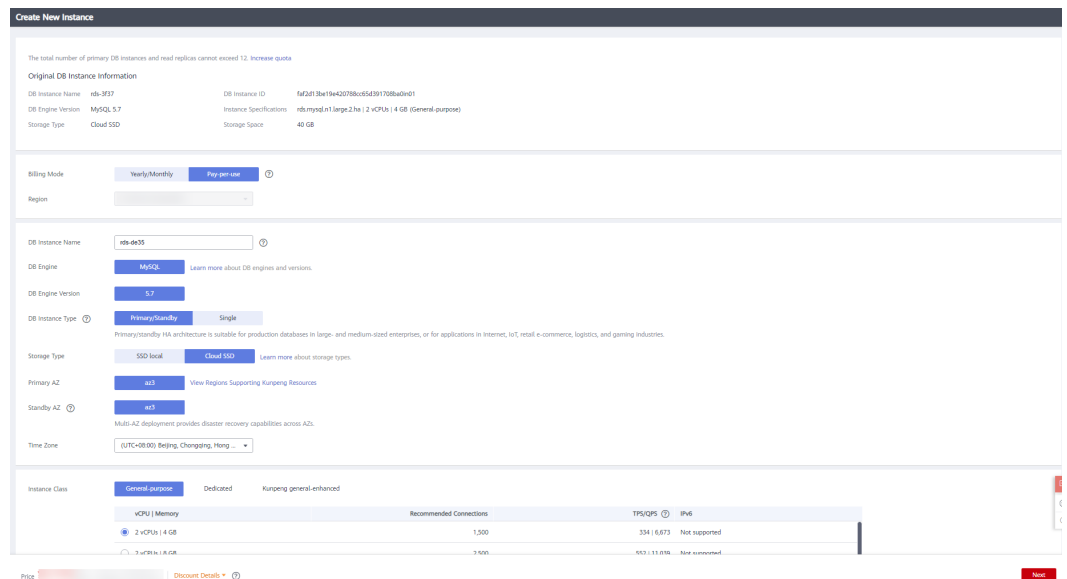 Create New Instance
The total number of primary DB instances and read replicas cannot exceed 12. Increase quota
Original DB Instance Information
DB Instance Name rds-3f37 DB Instance ID faf2d13be19e420788cc65d391708ba0in01
DB Engine Version MySQL 5.7 Instance Specifications rds.mysql.n1.large.2.ha | 2 vCPUs | 4 GB (General-purpose)
Storage Type Cloud SSD Storage Space 40 GB
Billing Mode Yearly/Monthly Pay-per-use
Region
DB Instance Name rds-de35
DB Engine MySQL Learn more about DB engines and versions.
DB Engine Version 5.7
DB Instance Type Primary/Standby Single
Primary/standby HA architecture is suitable for production databases in large- and medium-sized enterprises, or for applications in Internet, IoT, retail e-commerce, logistics, and gaming industries.
Storage Type SSD local Cloud SSD Learn more about storage types.
Primary AZ az3 View Regions Supporting Kunpeng Resources
Standby AZ az3
Multi-AZ deployment provides disaster recovery capabilities across AZs.
Time Zone (UTC+08:00) Beijing, Chongqing, Hong ...
Instance Class General-purpose Dedicated Kunpeng general-enhanced
vCPU | Memory Recommended Connections TPS/QPS IPv6
2 vCPUs | 4 GB 1,500 334 | 6,673 Not supported
2 vCPUs | 8 GB 2,500 552 | 11,039 Not supported
Price Discount Details Next